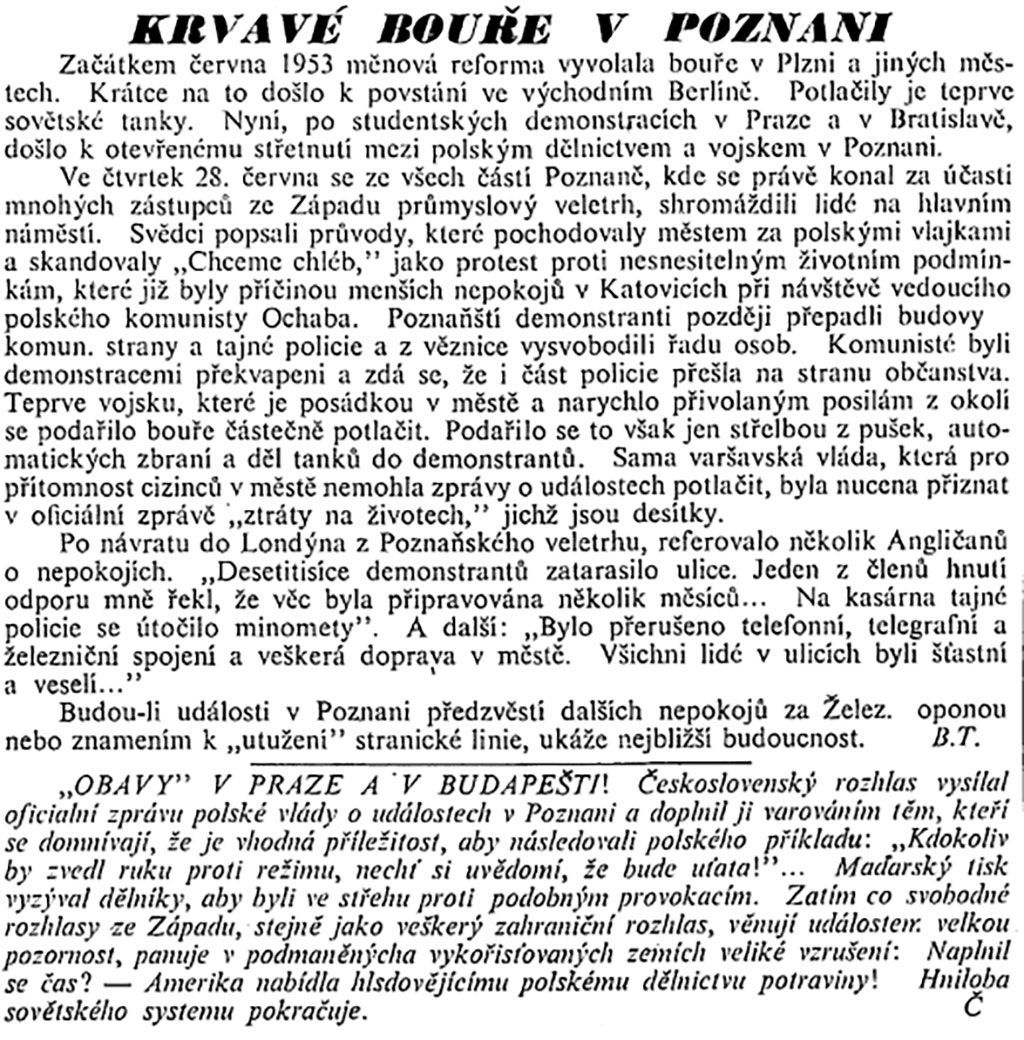 KRVAVÉ BOUŘE V POZNANI
Začátkem června 1953 měnová reforma vyvolala bouře v Plzni a jiných měs-
tech. Krátce na to došlo k povstání ve východním Berlíně. Potlačily je teprve
sovětské tanky. Nyní, po studentských demonstracích v Praze a v Bratislavě,
došlo k otevřenému střetnutí mezi polským dělnictvem a vojskem v Poznani.
Ve čtvrtek 28. června se ze všech částí Poznaně, kde se právě konal za účasti
mnohých zástupců ze Západu průmyslový veletrh, shromáždili lidé na hlavním
náměstí. Svědci popsali průvody, které pochodovaly městem za polskými vlajkami
a skandovaly „Chceme chléb,” jako protest proti nesnesitelným životním podmín-
kám, které již byly příčinou menších nepokojů v Katovicích při návštěvě vedoucího
polského komunisty Ochaba. Poznaňští demonstranti později přepadli budovy
komun. strany a tajné policie a z věznice vysvobodili řadu osob. Komunisté byli
demonstracemi překvapeni a zdá se, že i část policie přešla na stranu občanstva.
Teprve vojsku, které je posádkou v městě a narychlo přivolaným posilám z okolí
se podařilo bouře částečně potlačit. Podařilo se to však jen střelbou z pušek, auto-
matických zbraní a děl tanků do demonstrantů. Sama varšavská vláda, která pro
přítomnost cizinců v městě nemohla zprávy o událostech potlačit, byla nucena přiznat
v oficiální zprávě „ztráty na životech,” jichž jsou desítky.
Po návratu do Londýna z Poznaňského veletrhu, referovalo několik Angličanů
o nepokojích. „Desetitisíce demonstrantů zatarasilo ulice. Jeden z členů hnutí
odporu mně řekl, že věc byla připravována několik měsíců... Na kasárna tajné
policie se útočilo minomety”. A další: „Bylo přerušeno telefonní, telegrafní a
železniční spojení a veškerá doprava v městě. Všichni lidé v ulicích byli šťastní
a veselí...”
Budou-li události v Poznani předzvěstí dalších nepokojů za Želez. oponou
nebo znamením k „utužení” stranické linie, ukáže nejbližší budoucnost. B.T.
„OBAVY” V PRAZE A V BUDAPEŠTI! Československý rozhlas vysílal
oficialní zprávu polské vlády o událostech v Poznani a doplnil ji varováním těm, kteří
se domnívají, že je vhodná příležitost, aby následovali polského příkladu: „Kdokoliv
by zvedl ruku proti režimu, nechť si uvědomí, že bude uťata!”... Maďarský tisk
vyzýval dělníky, aby byli ve střehu proti podobným provokacím. Zatím co svobodné
rozhlasy ze Západu, stejně jako veškerý zahraniční rozhlas, věnují událostem velkou
pozornost, panuje v podmaněnýcha vykořisťovaných zemích veliké vzrušení: Naplnil
se čas? — Amerika nabídla hlsdovějícímu polskému dělnictvu potraviny! Hniloba
sovětského systemu pokračuje. Č